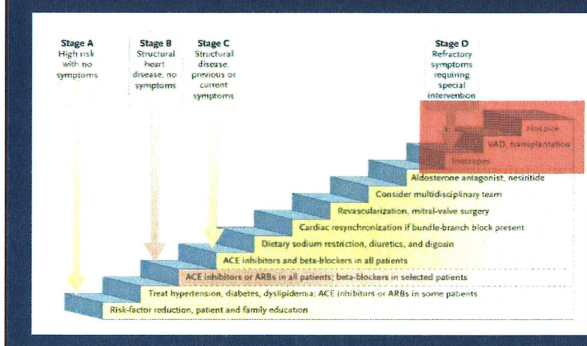 Stage A
High risk
with no
symptoms
Stage B
Structural
heart
disease, no
symptoms
Stage C
Structural
disease,
previous or
current
symptoms
Stage D
Refractory
symptoms
requiring
special
intervention
Hospice
VAD, transplantation
Inotropes
Aldosterone antagonist, nesiritide
Consider multidisciplinary team
Revascularization, mitral-valve surgery
Cardiac resynchronization if bundle-branch block present
Dietary sodium restriction, diuretics, and digoxin
ACE inhibitors and beta-blockers in all patients
ACE inhibitors or ARBs in all patients; beta-blockers in selected patients
Treat hypertension, diabetes, dyslipidemia; ACE inhibitors or ARBs in some patients
Risk-factor reduction, patient and family education